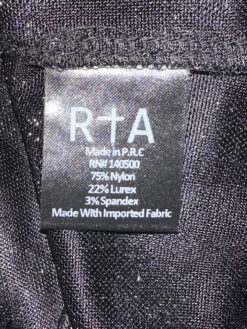 R†A
Made in P.R.C
RN# 140500
75% Nylon
22% Lurex
3% Spandex
Made With Imported Fabric